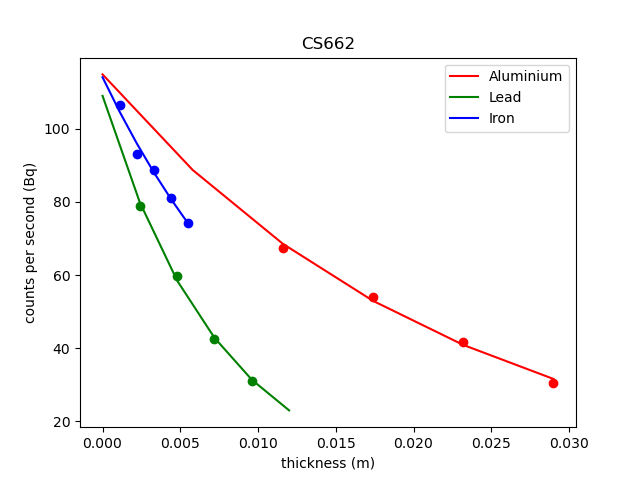 CS662
Aluminium
Lead
Iron
counts per second (Bq)
100
80
60
40
20
0.000 0.005 0.010 0.015 0.020 0.025 0.030
thickness (m)